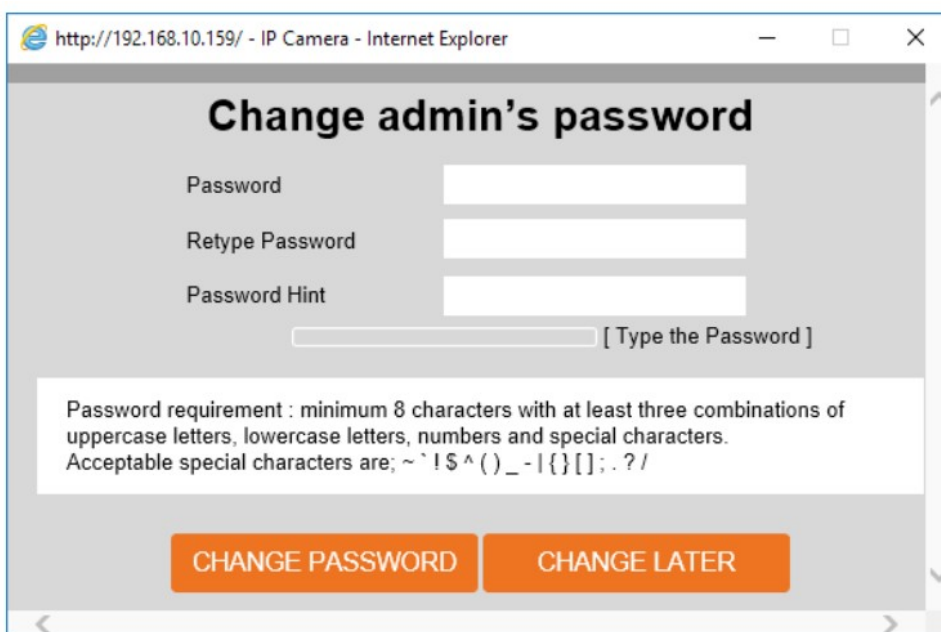 http://192.168.10.159/ - IP Camera - Internet Explorer
Change admin's password
Password
Retype Password
Password Hint
[ Type the Password ]
Password requirement : minimum 8 characters with at least three combinations of
uppercase letters, lowercase letters, numbers and special characters.
Acceptable special characters are; ~ ` ! $ ^ ( ) _ - | { } [ ] ; . ? /
CHANGE PASSWORD CHANGE LATER